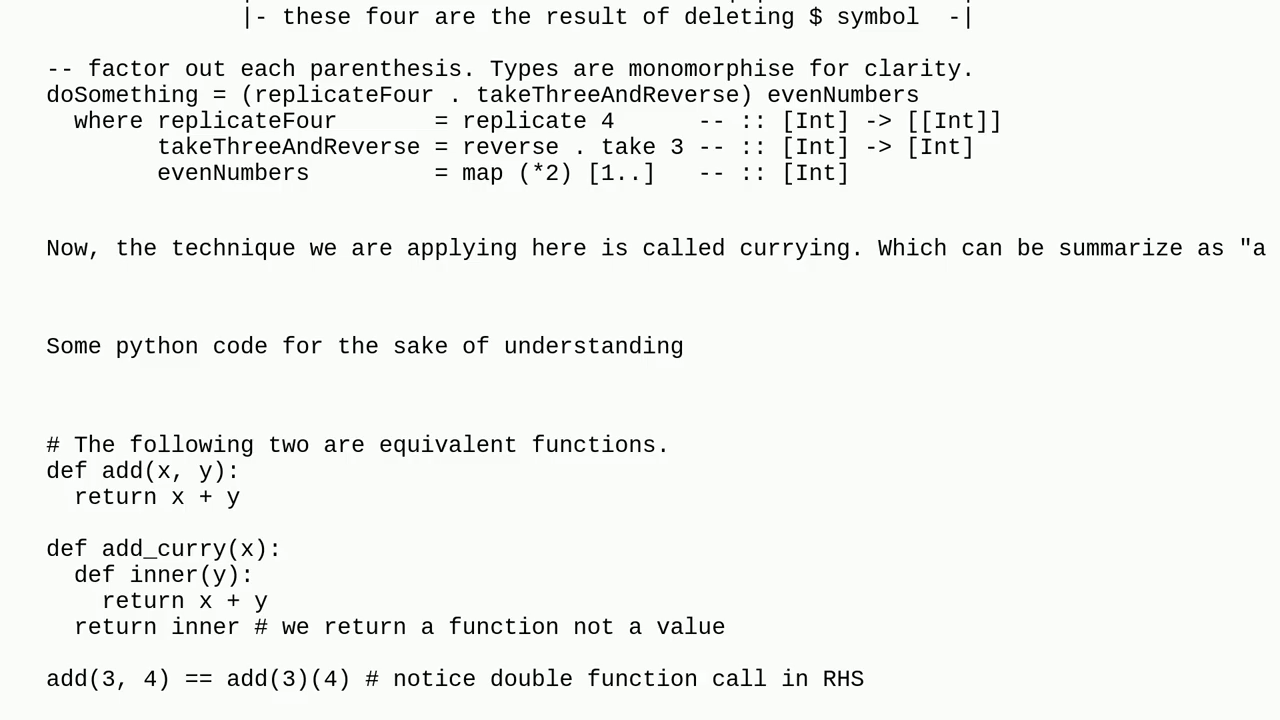 |- these four are the result of deleting $ symbol  -|
-- factor out each parenthesis. Types are monomorphise for clarity.
doSomething = (replicateFour . takeThreeAndReverse) evenNumbers
  where replicateFour       = replicate 4      -- :: [Int] -> [[Int]]
        takeThreeAndReverse = reverse . take 3 -- :: [Int] -> [Int]
        evenNumbers         = map (*2) [1..]   -- :: [Int]
Now, the technique we are applying here is called currying. Which can be summarize as "a
Some python code for the sake of understanding
# The following two are equivalent functions.
def add(x, y):
  return x + y
def add_curry(x):
  def inner(y):
    return x + y
  return inner # we return a function not a value
add(3, 4) == add(3)(4) # notice double function call in RHS